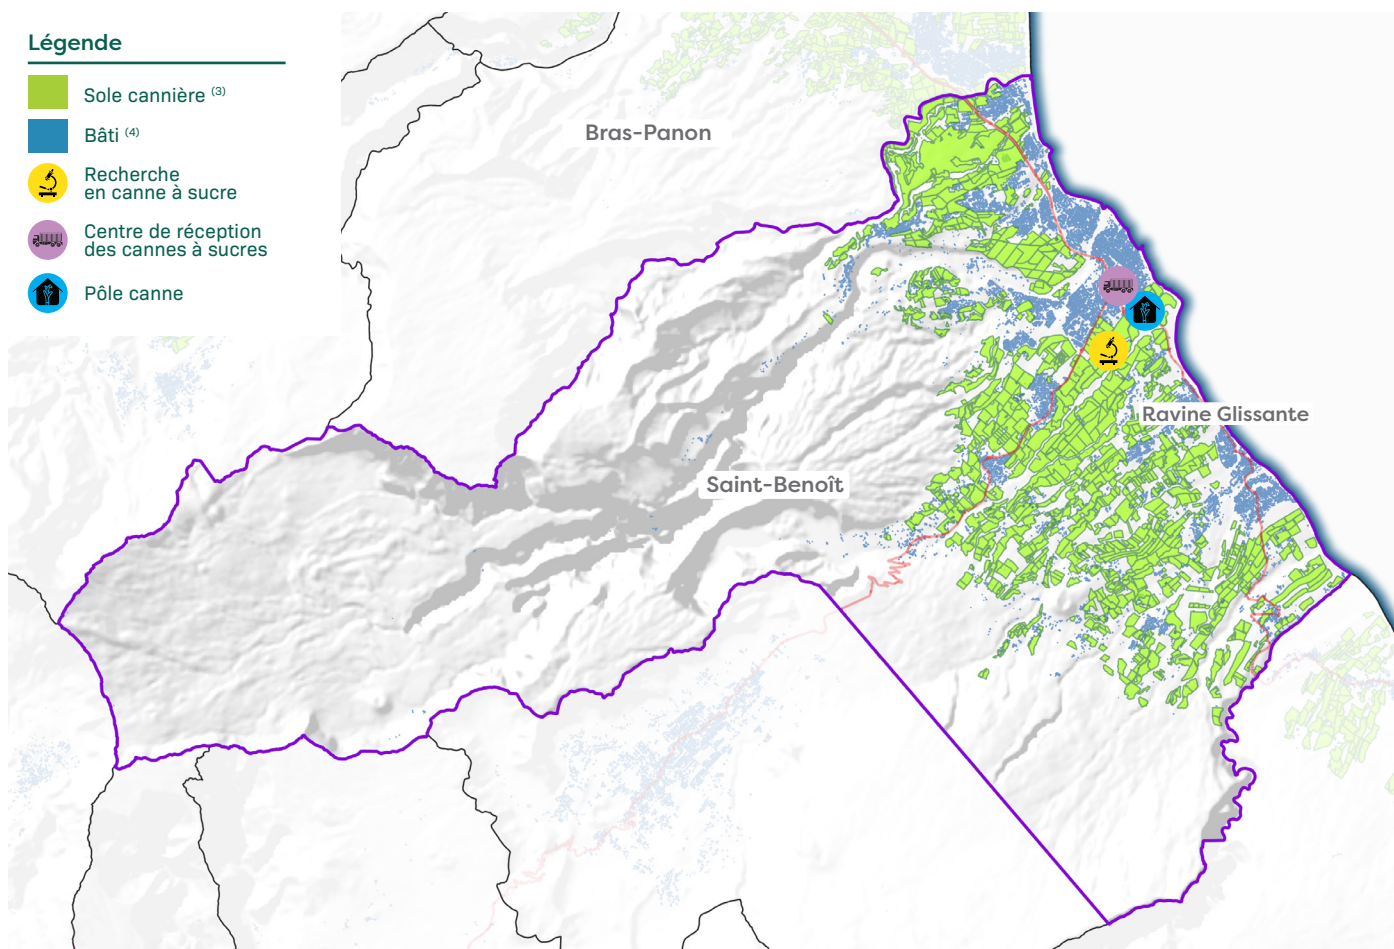 Légende
Sole cannière (3)
Bâti (4)
Recherche
en canne à sucre
Centre de réception
des cannes à sucres
Pôle canne
Bras-Panon
Ravine Glissante
Saint-Benoît